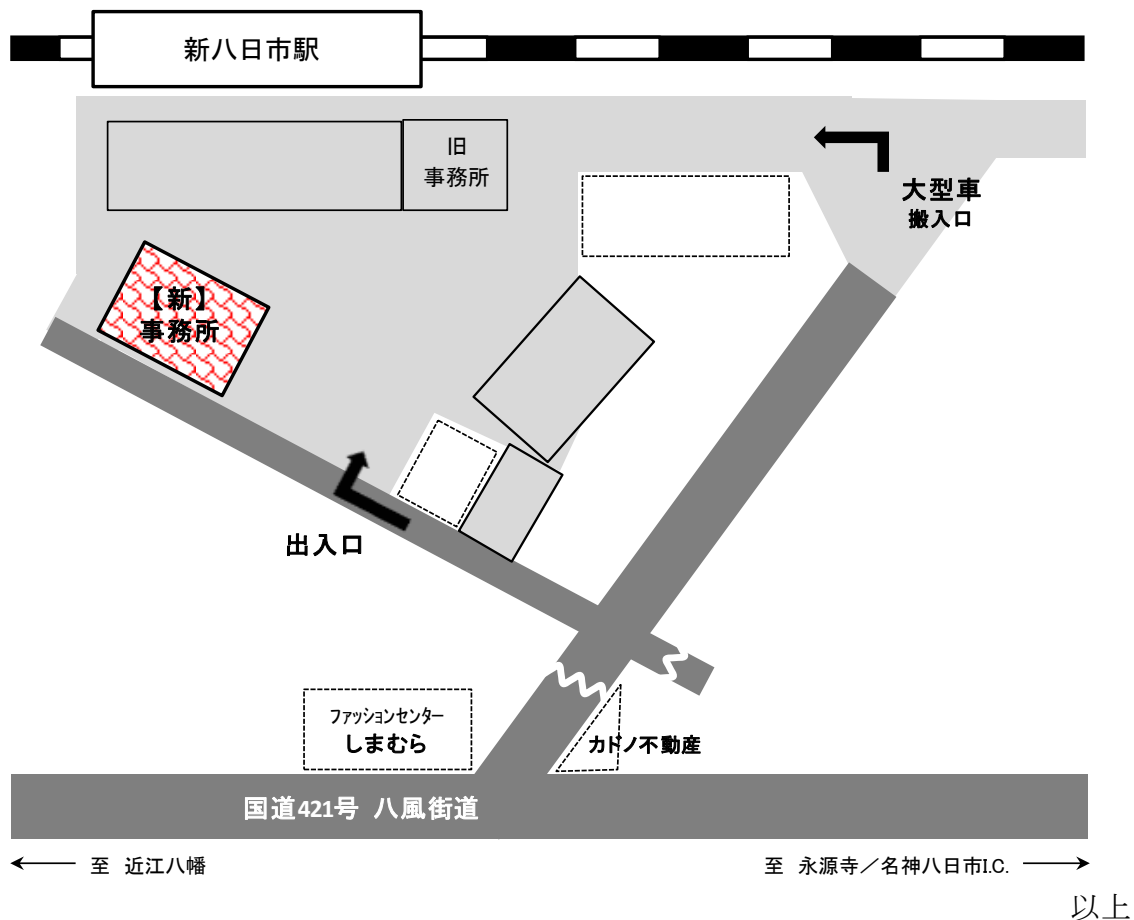 新八日市駅
旧
事務所
大型車
搬入口
【新】
事務所
出入口
ファッションセンター
しまむら
カドノ不動産
国道421号 八風街道
至 近江八幡
至 永源寺／名神八日市I.C.
以上